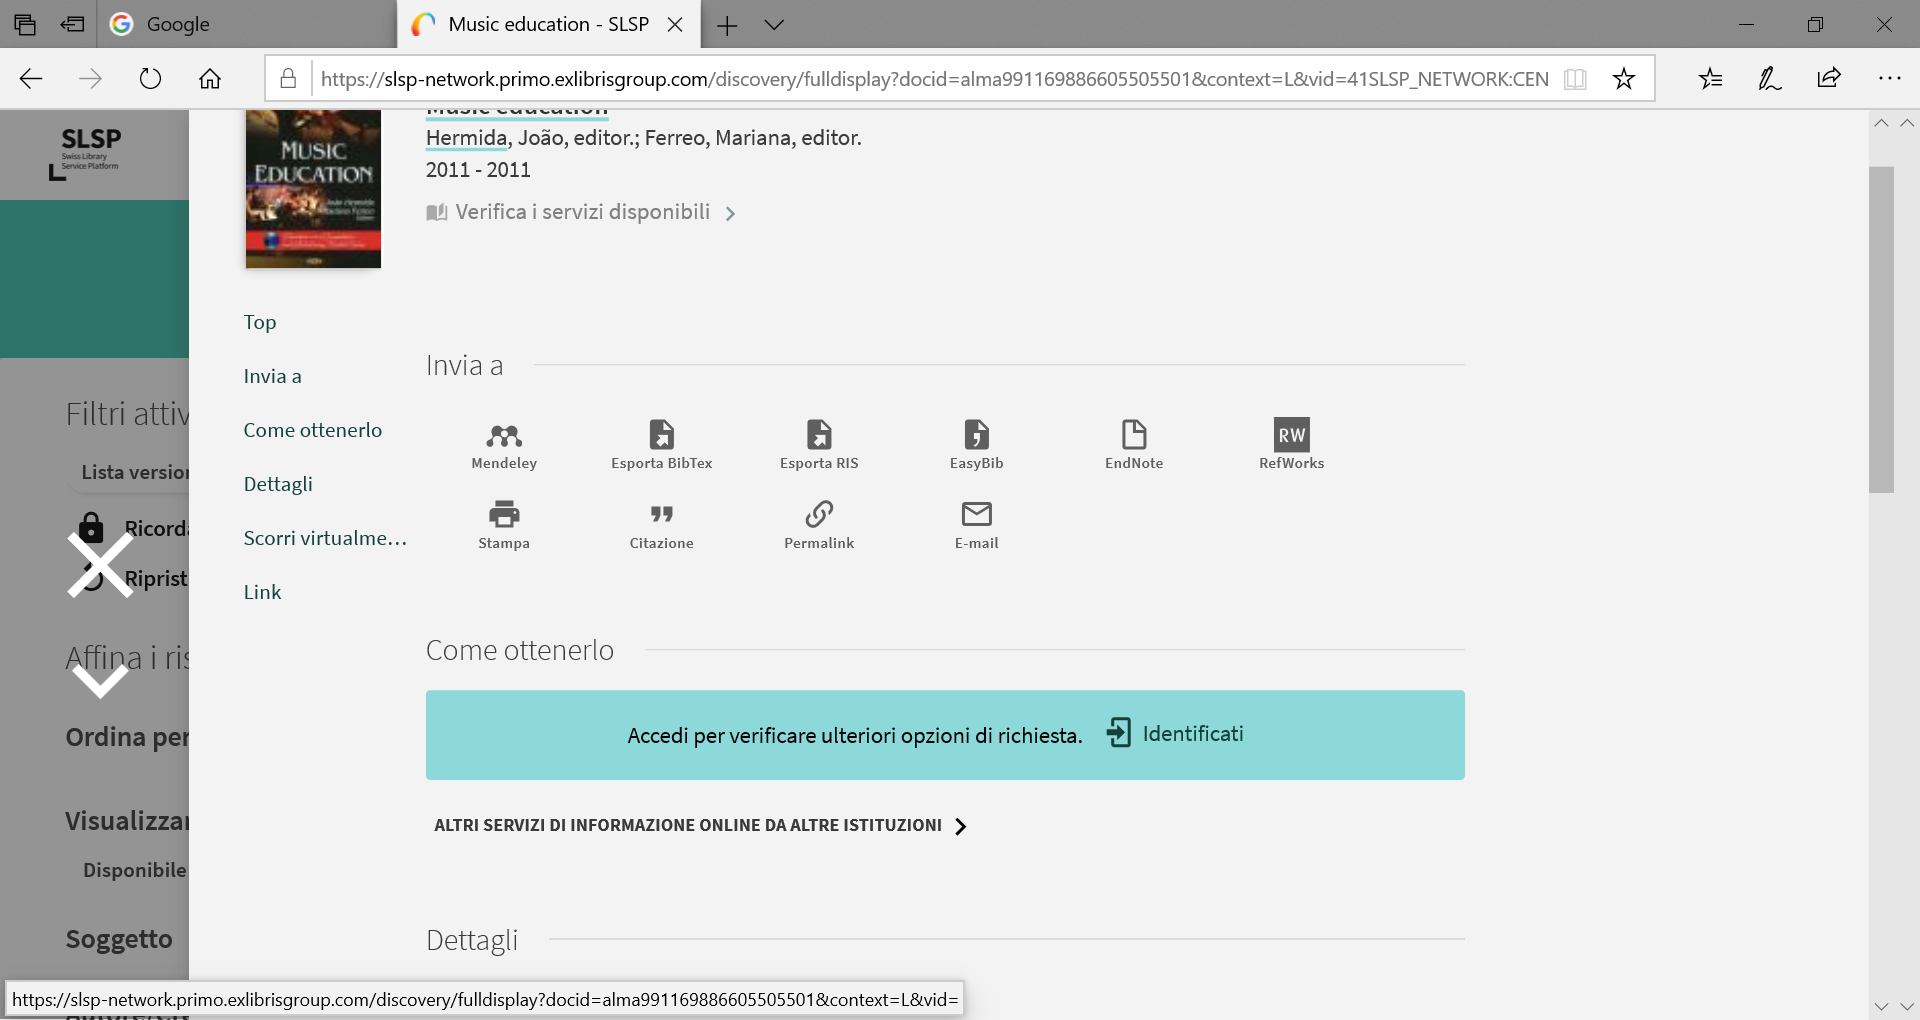 Google
Music education - SLSP
https://slsp-network.primo.exlibrisgroup.com/discovery/fulldisplay?docid=alma991169886605505501&context=L&vid=41SLSP_NETWORK:CEN
SLSP
Swiss Library
Service Platform
Filtri attiv
Lista version
Ricorda
Riprist
Affina i ris
Ordina per
Visualizzar
Disponibile
Soggetto
MUSIC
EDUCATION
Music education
Hermida, João, editor.; Ferreo, Mariana, editor.
2011 - 2011
Verifica i servizi disponibili
Top
Invia a
Come ottenerlo
Dettagli
Scorri virtualme...
Link
Invia a
Mendeley
Esporta BibTex
Esporta RIS
EasyBib
EndNote
RW
RefWorks
Stampa
Citazione
Permalink
E-mail
Come ottenerlo
Accedi per verificare ulteriori opzioni di richiesta.
Identificati
ALTRI SERVIZI DI INFORMAZIONE ONLINE DA ALTRE ISTITUZIONI
Dettagli
https://slsp-network.primo.exlibrisgroup.com/discovery/fulldisplay?docid=alma991169886605505501&context=L&vid=